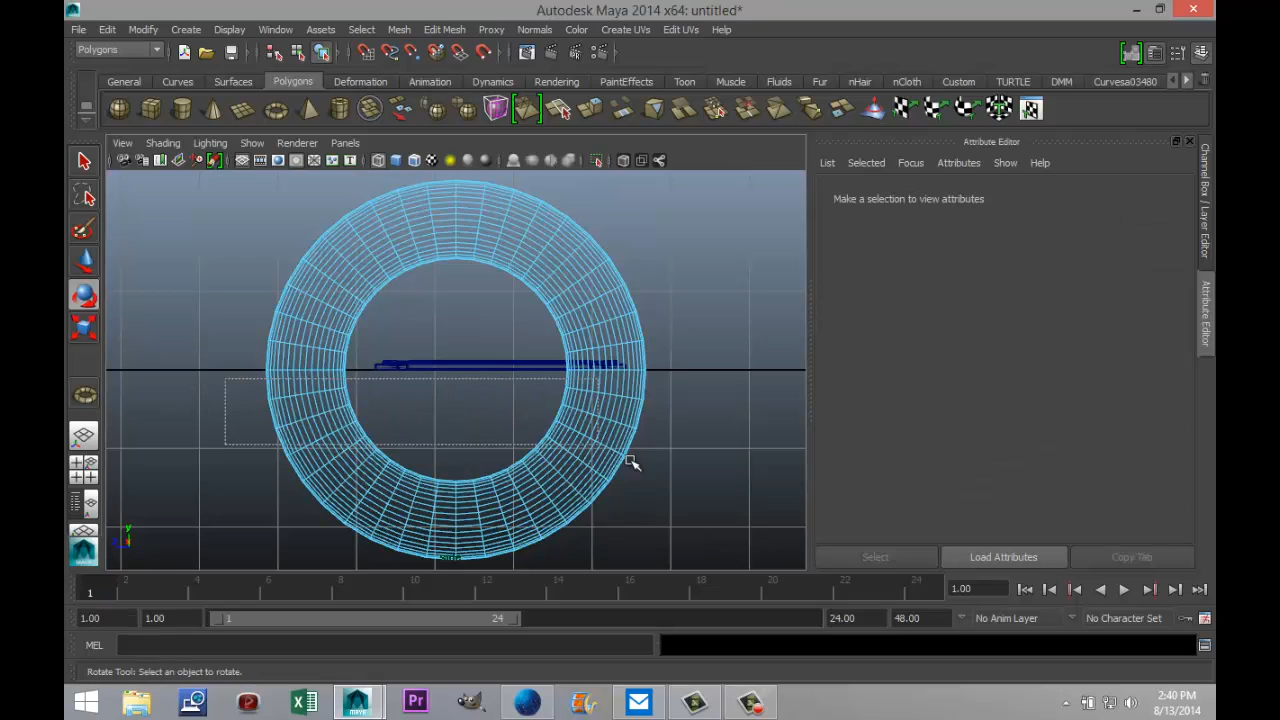 Autodesk Maya 2014 x64: untitled*
File Edit Modify Create Display Window Assets Select Mesh Edit Mesh Proxy Normals Color Create UVs Edit UVs Help
Polygons
General Curves Surfaces Polygons Deformation Animation Dynamics Rendering PaintEffects Toon Muscle Fluids Fur nHair nCloth Custom TURTLE DMM Curvesa03480
View Shading Lighting Show Renderer Panels
Attribute Editor
List Selected Focus Attributes Show Help
Make a selection to view attributes
Channel Box / Layer Editor
Attribute Editor
y
Select Load Attributes Copy Tab
2 4 6 8 10 12 14 16 18 20 22 24
1
1.00
1.00 1.00 1 24 24.00 48.00 No Anim Layer No Character Set
MEL
Rotate Tool: Select an object to rotate.
Pr
2:40 PM
8/13/2014